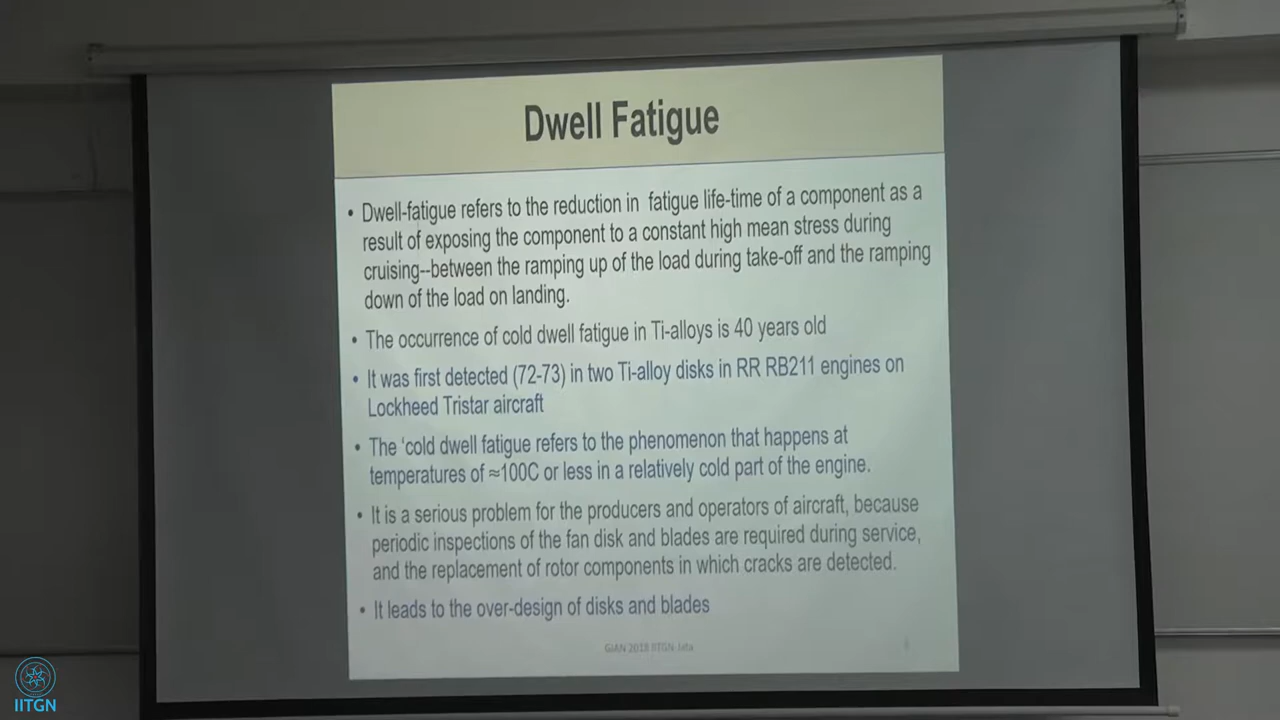 Dwell Fatigue
• Dwell-fatigue refers to the reduction in fatigue life-time of a component as a
result of exposing the component to a constant high mean stress during
cruising--between the ramping up of the load during take-off and the ramping
down of the load on landing.
• The occurrence of cold dwell fatigue in Ti-alloys is 40 years old
• It was first detected (72-73) in two Ti-alloy disks in RR RB211 engines on
Lockheed Tristar aircraft
• The 'cold dwell fatigue refers to the phenomenon that happens at
temperatures of ≈100C or less in a relatively cold part of the engine.
• It is a serious problem for the producers and operators of aircraft, because
periodic inspections of the fan disk and blades are required during service,
and the replacement of rotor components in which cracks are detected.
• It leads to the over-design of disks and blades
GIAN 2018 IITGN
IITGN